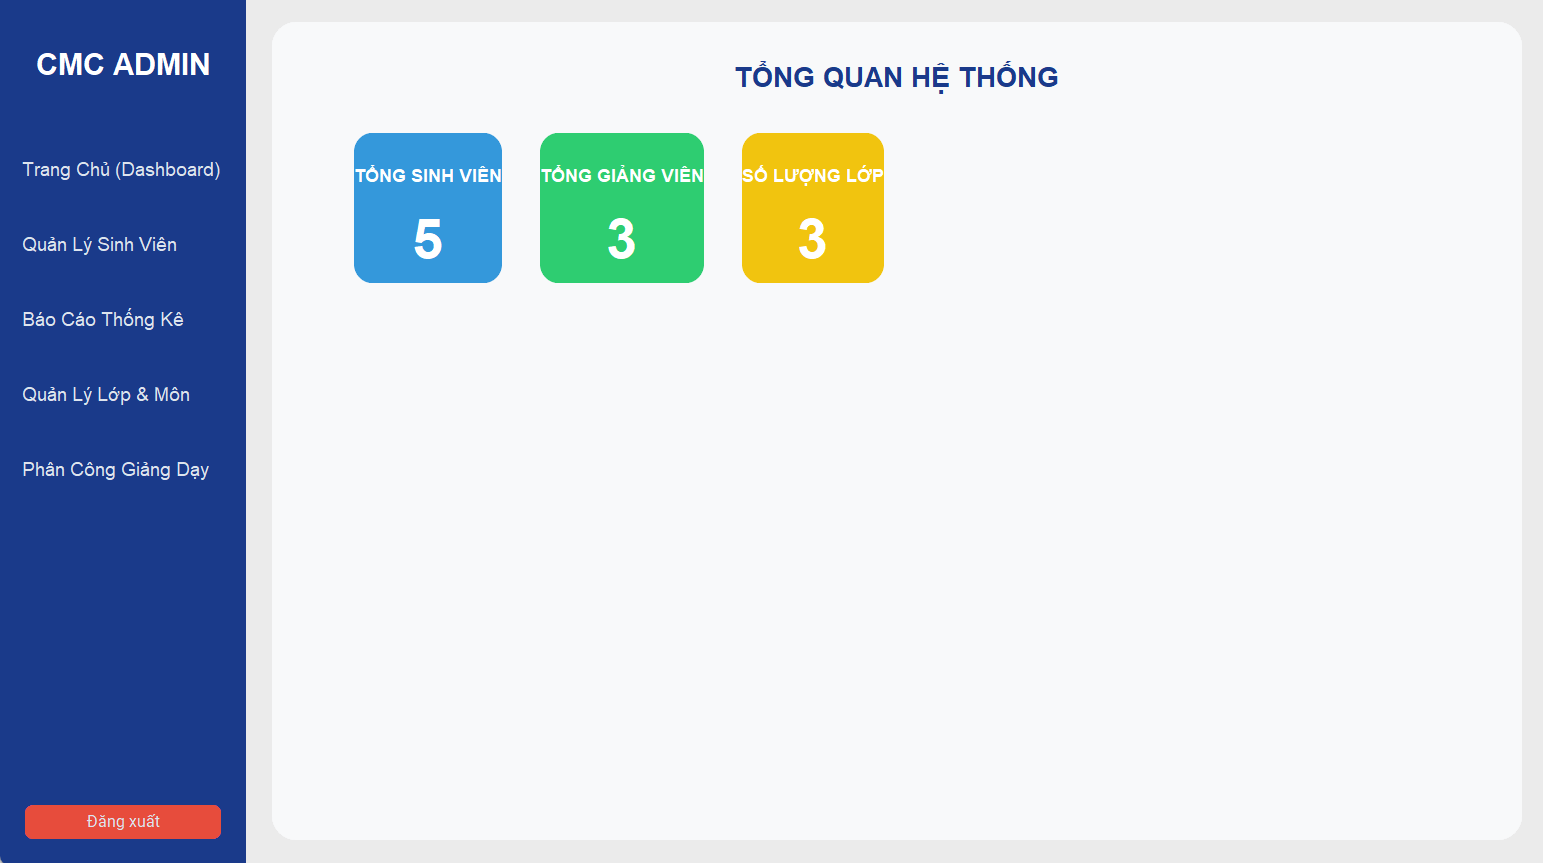 CMC ADMIN
Trang Chủ (Dashboard)
Quản Lý Sinh Viên
Báo Cáo Thống Kê
Quản Lý Lớp & Môn
Phân Công Giảng Dạy
Đăng xuất
TỔNG QUAN HỆ THỐNG
TỔNG SINH VIÊN
5
TỔNG GIẢNG VIÊN
3
SỐ LƯỢNG LỚP
3